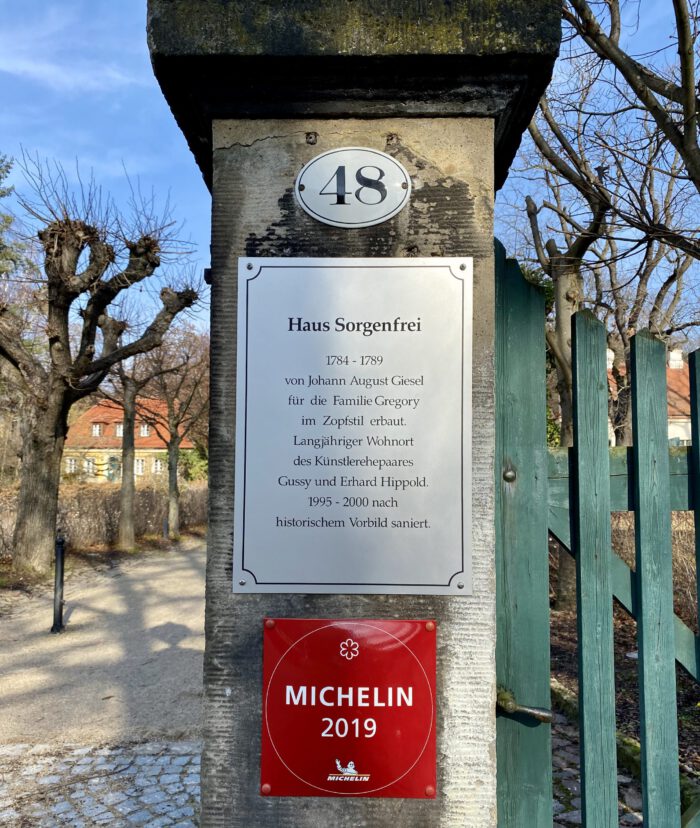 48
Haus Sorgenfrei
1784 - 1789
von Johann August Giesel
für die Familie Gregory
im Zopfstil erbaut.
Langjähriger Wohnort
des Künstlerehepaares
Gussy und Erhard Hippold.
1995 - 2000 nach
historischem Vorbild saniert.
MICHELIN
2019
MICHELIN